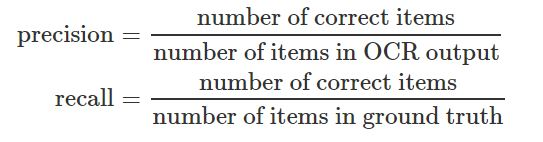 precision = number of correct items / number of items in OCR output
recall = number of correct items / number of items in ground truth